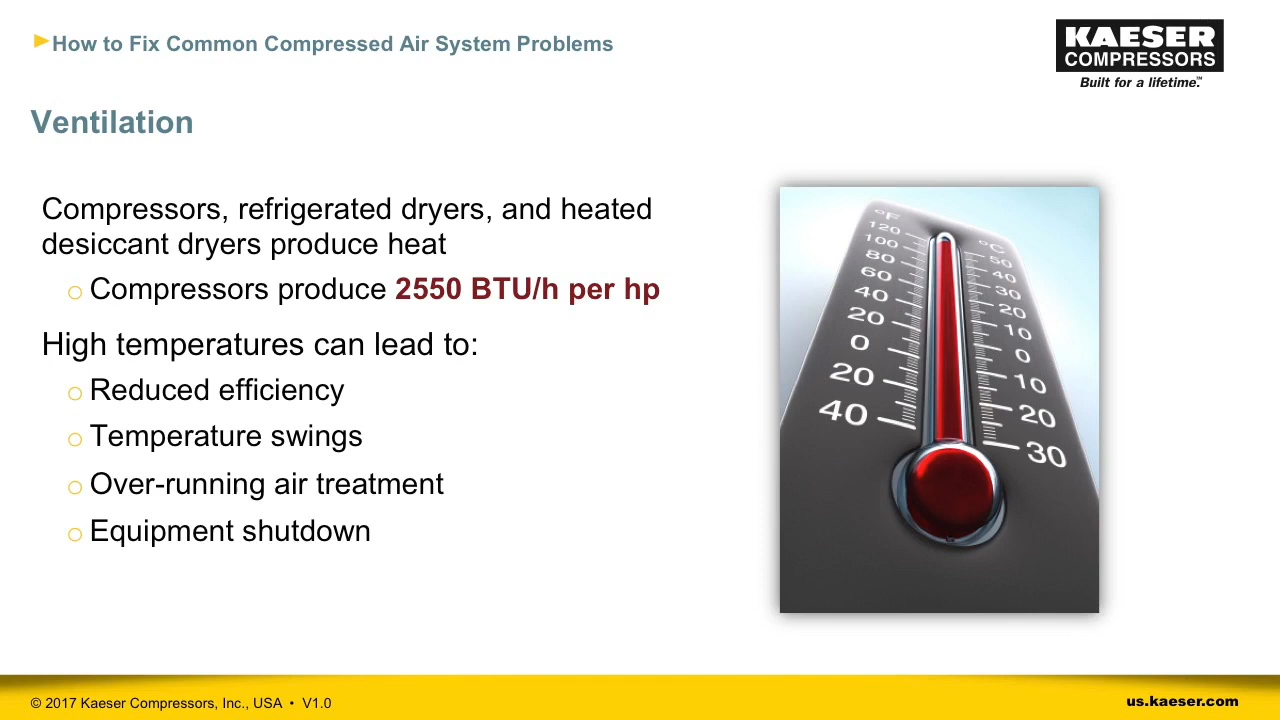 How to Fix Common Compressed Air System Problems
KAESER
COMPRESSORS
Built for a lifetime.™
Ventilation
Compressors, refrigerated dryers, and heated
desiccant dryers produce heat
Compressors produce 2550 BTU/h per hp
High temperatures can lead to:
Reduced efficiency
Temperature swings
Over-running air treatment
Equipment shutdown
°F
°C
120
50
100
40
80
30
60
20
40
10
20
0
0
10
20
20
40
30
© 2017 Kaeser Compressors, Inc., USA • V1.0
us.kaeser.com